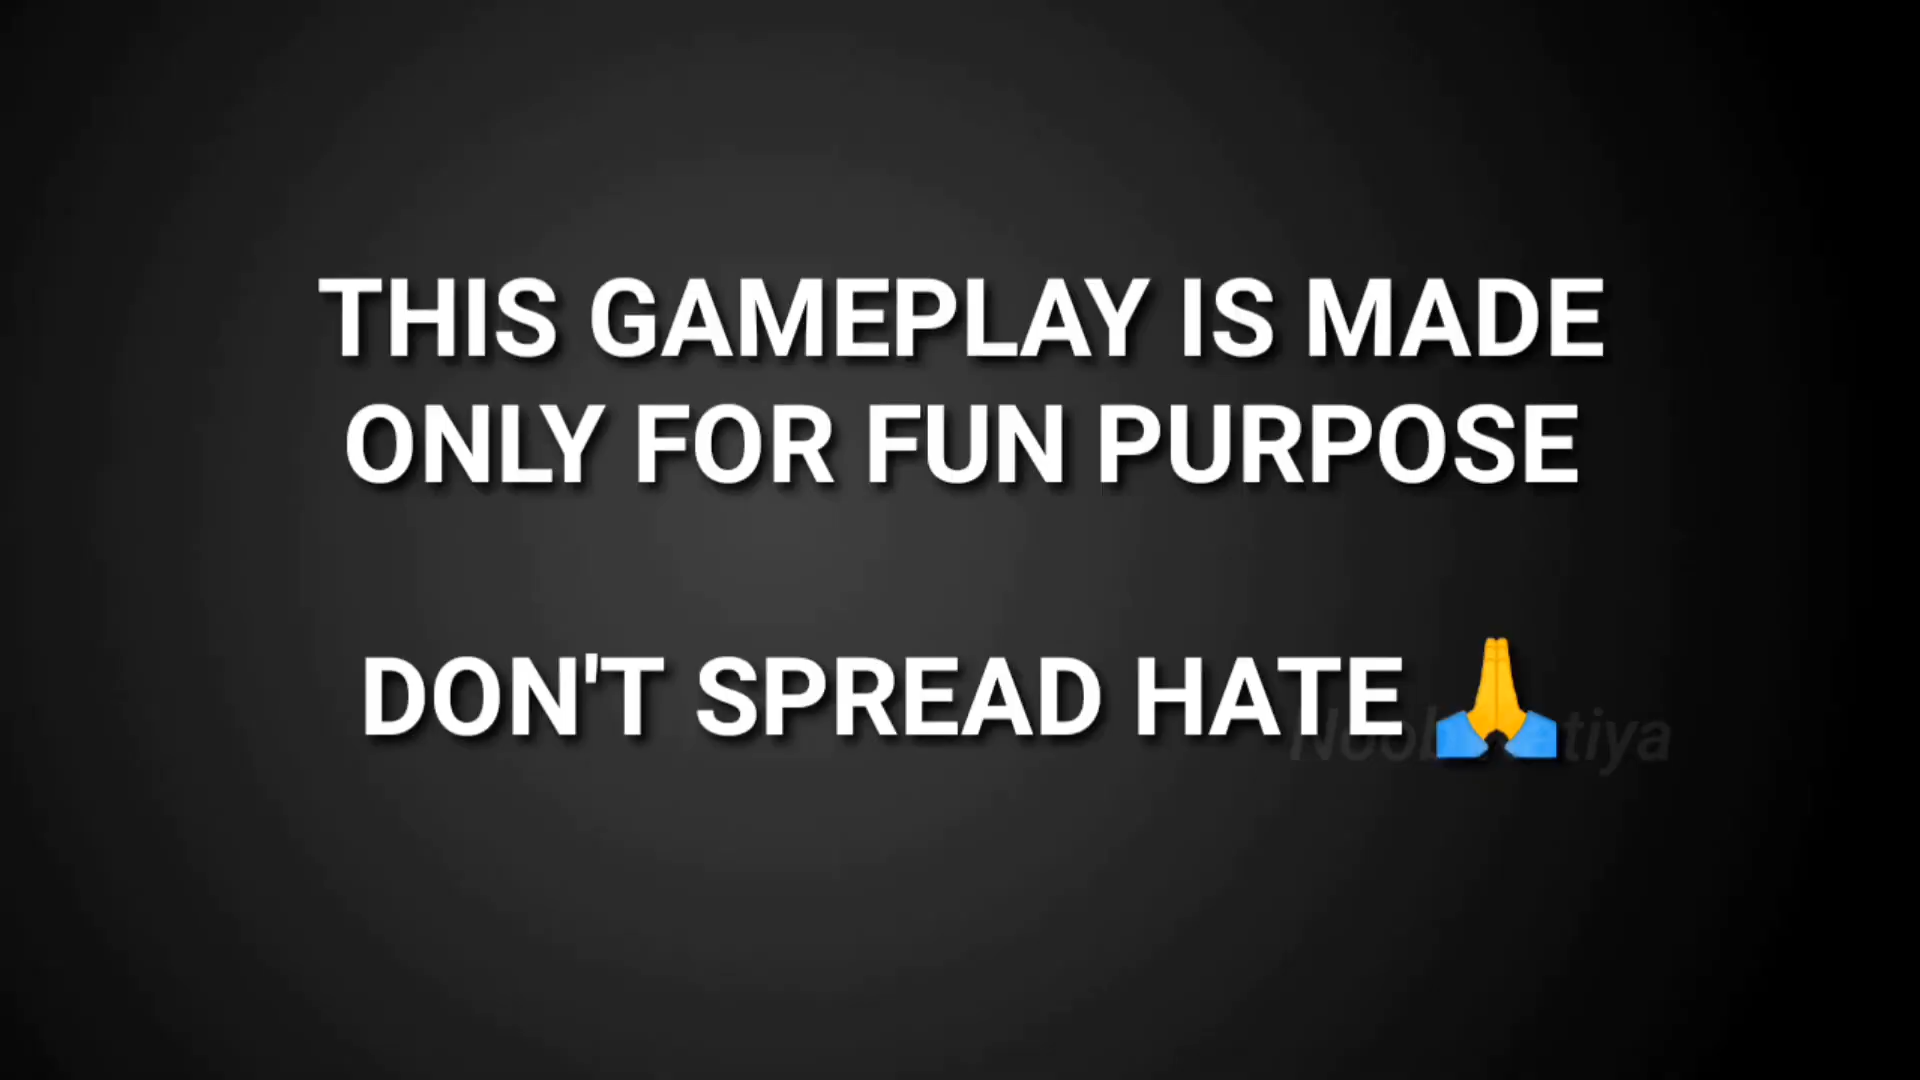 THIS GAMEPLAY IS MADE
ONLY FOR FUN PURPOSE
DON'T SPREAD HATE 🙏